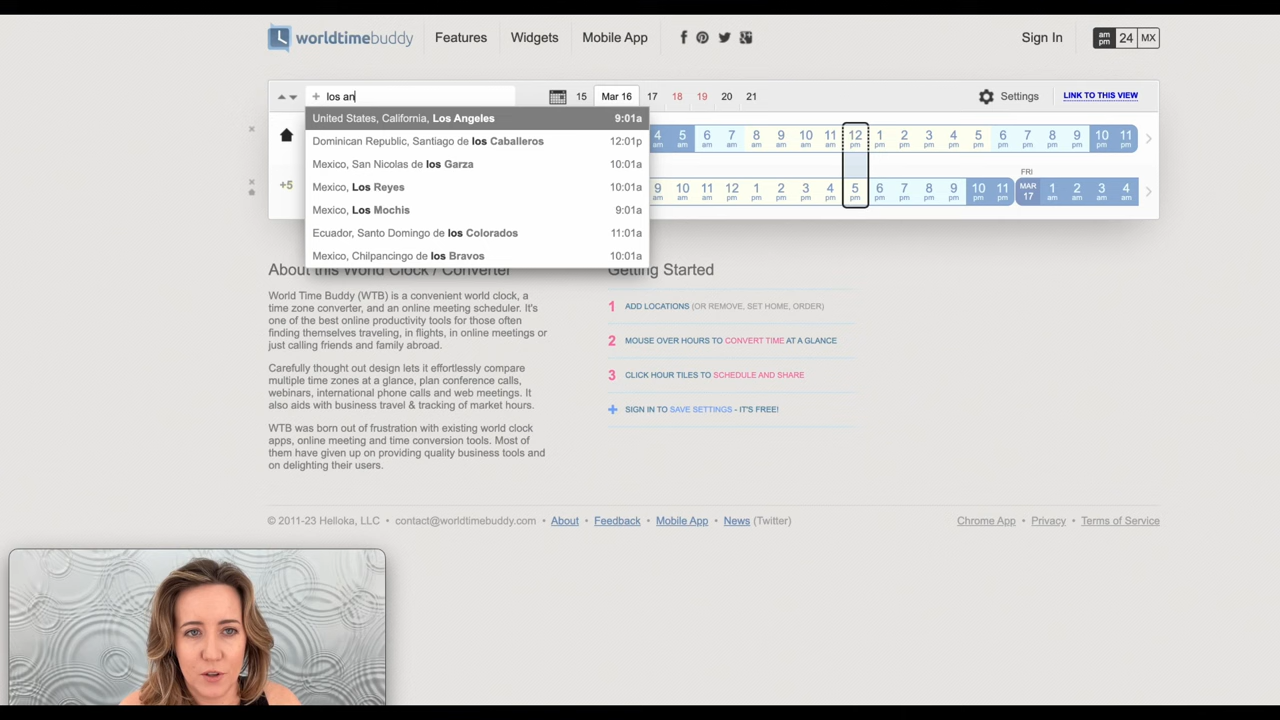 worldtimebuddy
Features
Widgets
Mobile App
Sign In
am pm 24 MX
los an
15 Mar 16 17 18 19 20 21
Settings
LINK TO THIS VIEW
United States, California, Los Angeles 9:01a
Dominican Republic, Santiago de los Caballeros 12:01p
Mexico, San Nicolas de los Garza 10:01a
Mexico, Los Reyes 10:01a
Mexico, Los Mochis 9:01a
Ecuador, Santo Domingo de los Colorados 11:01a
Mexico, Chilpancingo de los Bravos 10:01a
4 am 5 am 6 am 7 am 8 am 9 am 10 am 11 am 12 pm 1 pm 2 pm 3 pm 4 pm 5 pm 6 pm 7 pm 8 pm 9 pm 10 pm 11 pm
FRI
+5
9 am 10 am 11 am 12 pm 1 pm 2 pm 3 pm 4 pm 5 pm 6 pm 7 pm 8 pm 9 pm 10 pm 11 pm MAR 17 1 am 2 am 3 am 4 am
About this World Clock / Converter
World Time Buddy (WTB) is a convenient world clock, a
time zone converter, and an online meeting scheduler. It's
one of the best online productivity tools for those often
finding themselves traveling, in flights, in online meetings or
just calling friends and family abroad.
Carefully thought out design lets it effortlessly compare
multiple time zones at a glance, plan conference calls,
webinars, international phone calls and web meetings. It
also aids with business travel & tracking of market hours.
WTB was born out of frustration with existing world clock
apps, online meeting and time conversion tools. Most of
them have given up on providing quality business tools and
on delighting their users.
Getting Started
1 ADD LOCATIONS (OR REMOVE, SET HOME, ORDER)
2 MOUSE OVER HOURS TO CONVERT TIME AT A GLANCE
3 CLICK HOUR TILES TO SCHEDULE AND SHARE
+ SIGN IN TO SAVE SETTINGS - IT'S FREE!
© 2011-23 Helloka, LLC • contact@worldtimebuddy.com • About • Feedback • Mobile App • News (Twitter)
Chrome App • Privacy • Terms of Service